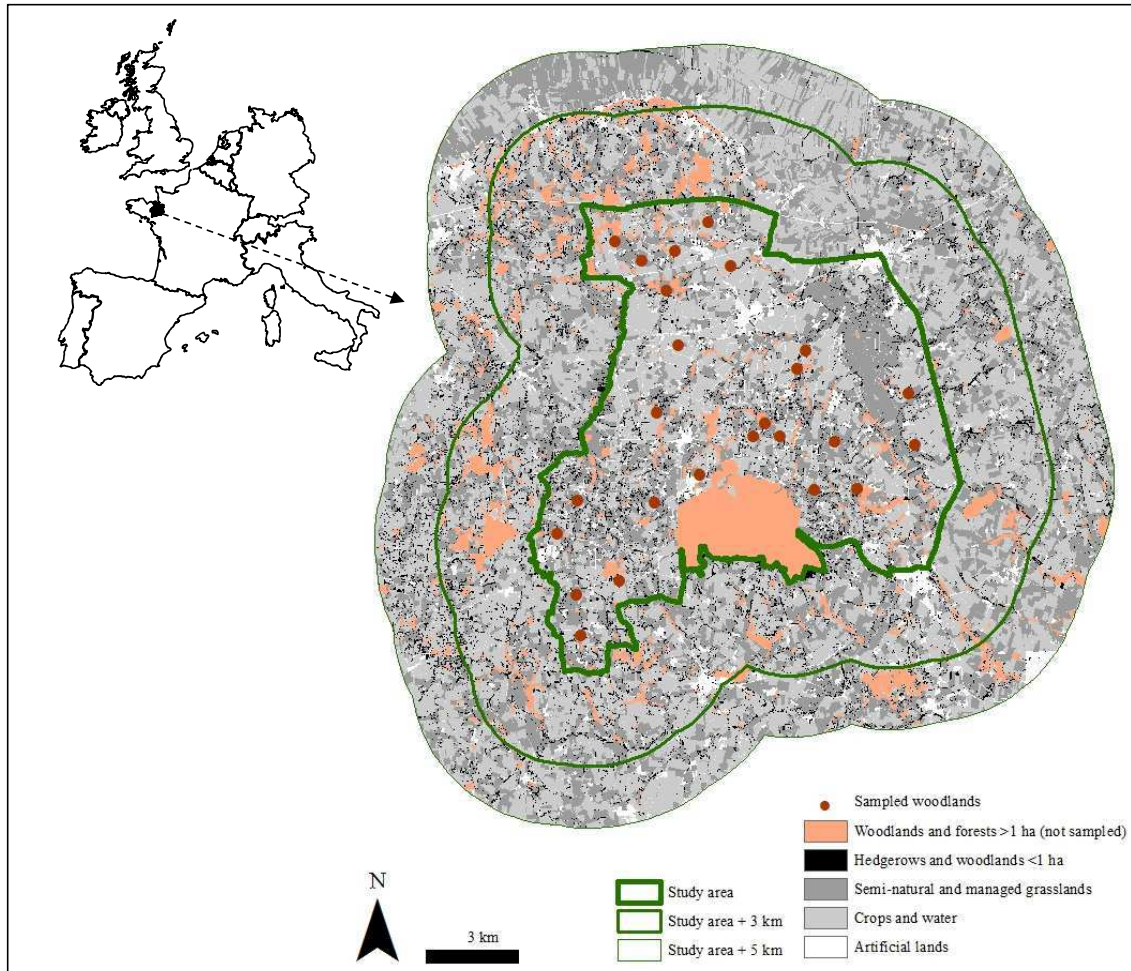 N
3 km
Study area
Study area + 3 km
Study area + 5 km
Sampled woodlands
Woodlands and forests >1 ha (not sampled)
Hedgerows and woodlands <1 ha
Semi-natural and managed grasslands
Crops and water
Artificial lands